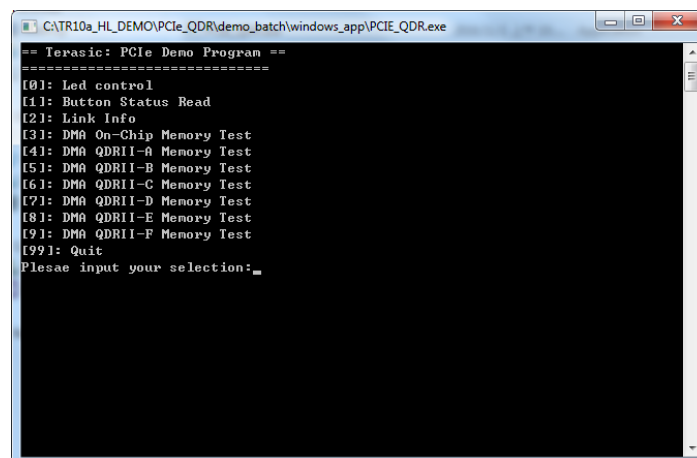 C:\TR10a_HL_DEMO\PCIe_QDR\demo_batch\windows_app\PCIE_QDR.exe
== Terasic: PCIe Demo Program ==
==============================
[0]: Led control
[1]: Button Status Read
[2]: Link Info
[3]: DMA On-Chip Memory Test
[4]: DMA QDRII-A Memory Test
[5]: DMA QDRII-B Memory Test
[6]: DMA QDRII-C Memory Test
[7]: DMA QDRII-D Memory Test
[8]: DMA QDRII-E Memory Test
[9]: DMA QDRII-F Memory Test
[99]: Quit
Plesae input your selection:_